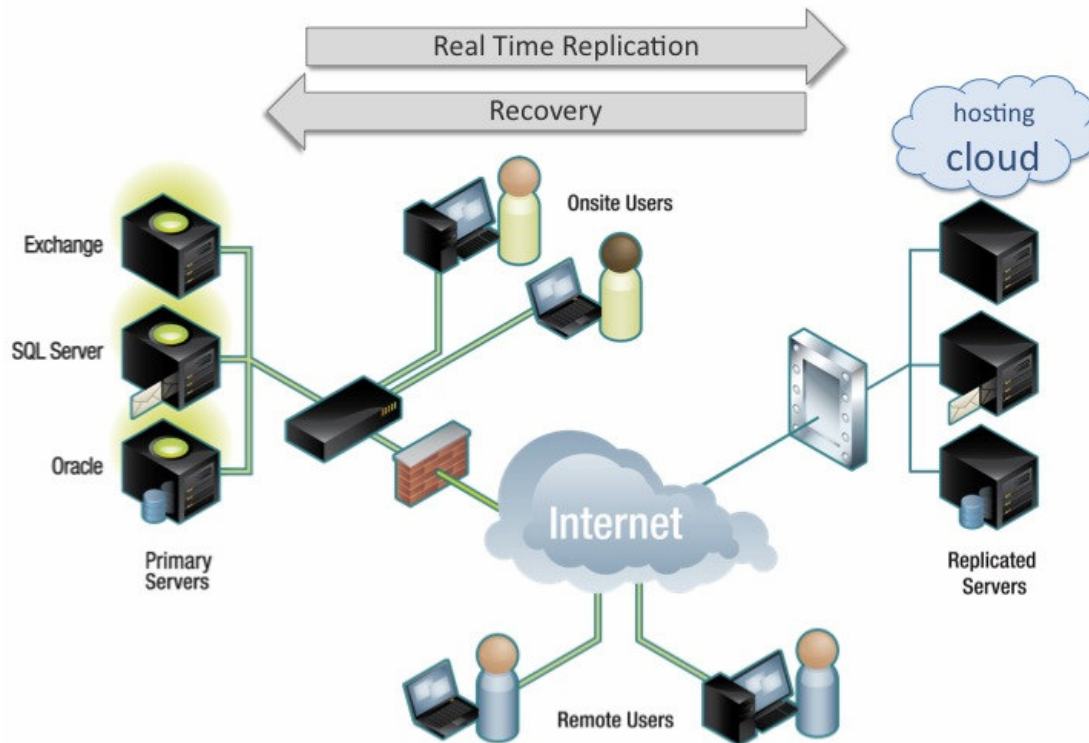 Real Time Replication
Recovery
hosting
cloud
Onsite Users
Exchange
SQL Server
Oracle
Internet
Primary
Servers
Replicated
Servers
Remote Users